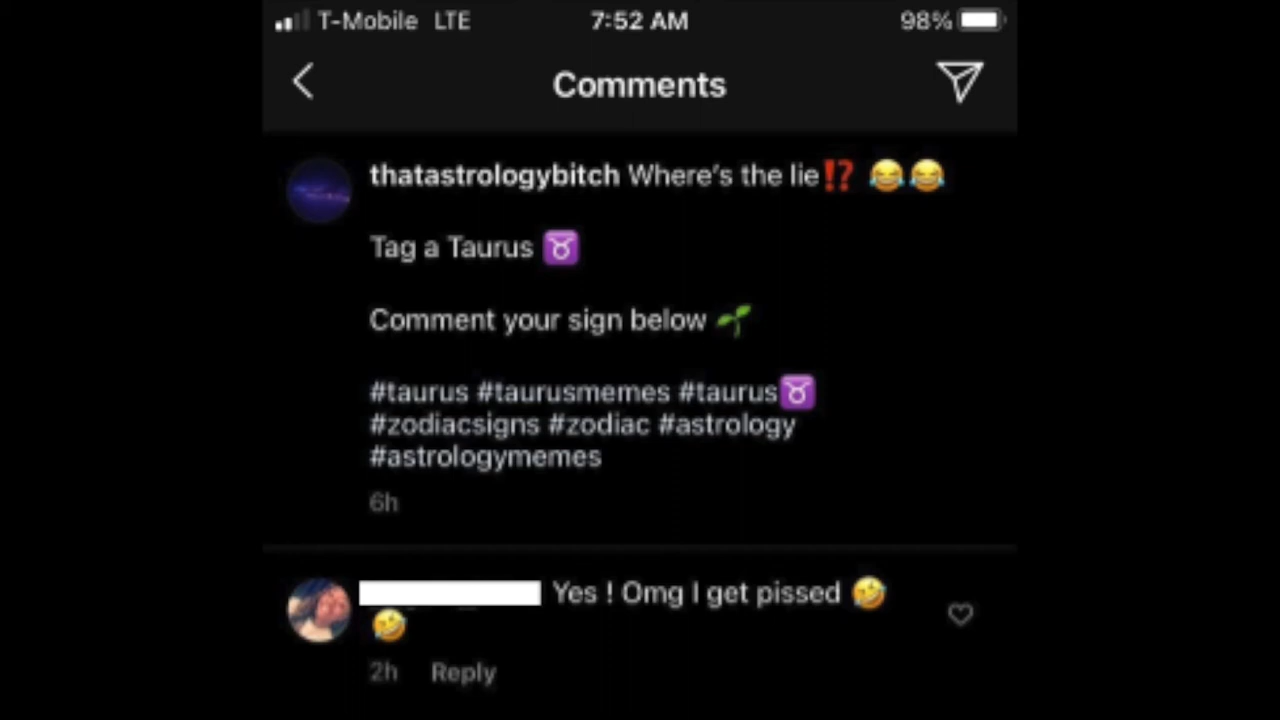 T-Mobile LTE 7:52 AM 98%
Comments
thatastrologybitch Where's the lie⁉️ 😂😂
Tag a Taurus ♉
Comment your sign below 🌱
#taurus #taurusmemes #taurus♉
#zodiacsigns #zodiac #astrology
#astrologymemes
6h
Yes ! Omg I get pissed 🤣
🤣
2h Reply